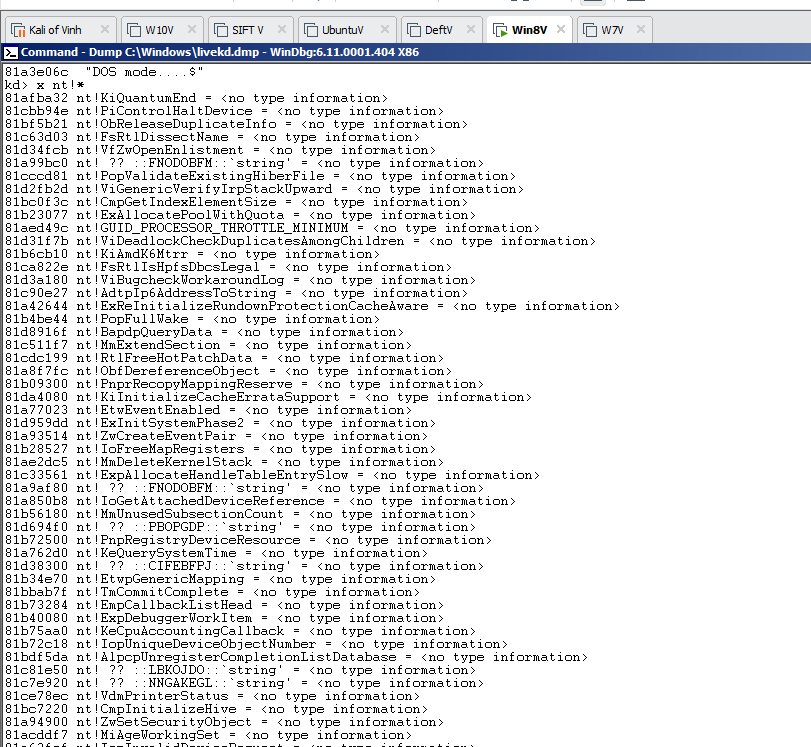 Kali of Finn
W10V
SIFT V
UbuntuV
DeftV
Win8V
W7V
Command - Dump C:\Windows\livekd.dmp - WinDbg:6.11.0001.404 X86
81a3e06c  "DOS mode....$"
kd> x nt!*
81afba32 nt!KiQuantumEnd = <no type information>
81cbb94e nt!PiControlHaltDevice = <no type information>
81bf5b21 nt!ObReleaseDuplicateInfo = <no type information>
81c63d03 nt!FsRtlDissectName = <no type information>
81d34fcb nt!VfZwOpenEnlistment = <no type information>
81a99bc0 nt! ?? ::FNODOBFM::`string' = <no type information>
81cccd81 nt!PopValidateExistingHiberFile = <no type information>
81d2fb2d nt!ViGenericVerifyIrpStackUpward = <no type information>
81bc0f3c nt!CmpGetIndexElementSize = <no type information>
81b23077 nt!ExAllocatePoolWithQuota = <no type information>
81aed49c nt!GUID_PROCESSOR_THROTTLE_MINIMUM = <no type information>
81d31f7b nt!ViDeadlockCheckDuplicatesAmongChildren = <no type information>
81b6cb10 nt!KiAmdK6Mtrr = <no type information>
81ca822e nt!FsRtlIsHpfsDbcsLegal = <no type information>
81d3a180 nt!ViBugcheckWorkaroundLog = <no type information>
81c90e27 nt!AdtpIp6AddressToString = <no type information>
81a42644 nt!ExReInitializeRundownProtectionCacheAware = <no type information>
81b4be44 nt!PopFullWake = <no type information>
81d8916f nt!BapdpQueryData = <no type information>
81c511f7 nt!MmExtendSection = <no type information>
81cdc199 nt!RtlFreeHotPatchData = <no type information>
81a8f7fc nt!ObfDereferenceObject = <no type information>
81b09300 nt!PnprRecopyMappingReserve = <no type information>
81da4080 nt!KiInitializeCacheErrataSupport = <no type information>
81a77023 nt!EtwEventEnabled = <no type information>
81d959dd nt!ExInitSystemPhase2 = <no type information>
81a93514 nt!ZwCreateEventPair = <no type information>
81b28527 nt!IoFreeMapRegisters = <no type information>
81ae2dc5 nt!MmDeleteKernelStack = <no type information>
81c33561 nt!ExpAllocateHandleTableEntrySlow = <no type information>
81a9af80 nt! ?? ::FNODOBFM::`string' = <no type information>
81a850b8 nt!IoGetAttachedDeviceReference = <no type information>
81b56180 nt!MmUnusedSubsectionCount = <no type information>
81d694f0 nt! ?? ::PBOPGDP::`string' = <no type information>
81b72500 nt!PnpRegistryDeviceResource = <no type information>
81a762d0 nt!KeQuerySystemTime = <no type information>
81d38300 nt! ?? ::CIFEBFPJ::`string' = <no type information>
81b34e70 nt!EtwpGenericMapping = <no type information>
81bbab7f nt!TmCommitComplete = <no type information>
81b73284 nt!EmpCallbackListHead = <no type information>
81b40080 nt!ExpDebuggerWorkItem = <no type information>
81b75aa0 nt!KeCpuAccountingCallback = <no type information>
81b72c18 nt!IopUniqueDeviceObjectNumber = <no type information>
81bdf5da nt!AlpcpUnregisterCompletionListDatabase = <no type information>
81c81e50 nt! ?? ::LBKOJDO::`string' = <no type information>
81c7e920 nt! ?? ::NNGAKEGL::`string' = <no type information>
81ce78ec nt!VdmPrinterStatus = <no type information>
81bc7220 nt!CmpInitializeHive = <no type information>
81a94900 nt!ZwSetSecurityObject = <no type information>
81acddf7 nt!MiAgeWorkingSet = <no type information>